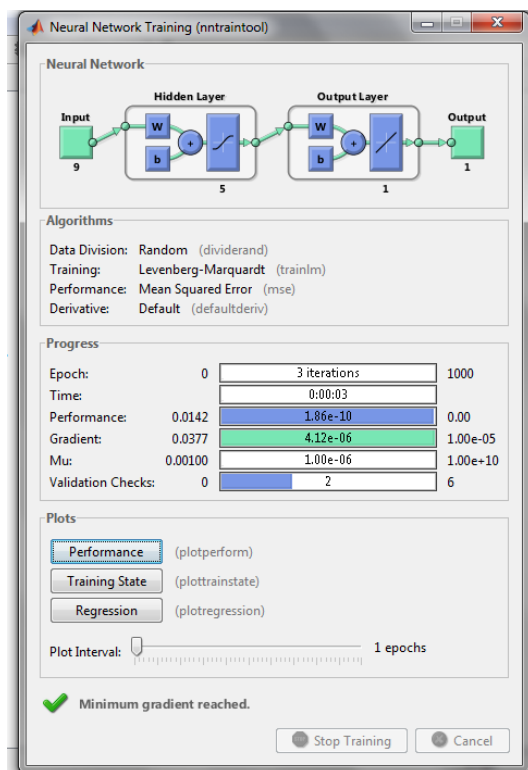 Neural Network Training (nntraintool)
Neural Network
Hidden Layer
Output Layer
Input
Output
W
b
+
W
b
+
9
5
1
1
Algorithms
Data Division: Random (dividerand)
Training: Levenberg-Marquardt (trainlm)
Performance: Mean Squared Error (mse)
Derivative: Default (defaultderiv)
Progress
Epoch: 0 3 iterations 1000
Time: 0:00:03
Performance: 0.0142 1.86e-10 0.00
Gradient: 0.0377 4.12e-06 1.00e-05
Mu: 0.00100 1.00e-06 1.00e+10
Validation Checks: 0 2 6
Plots
Performance (plotperform)
Training State (plottrainstate)
Regression (plotregression)
Plot Interval: 1 epochs
Minimum gradient reached.
Stop Training Cancel